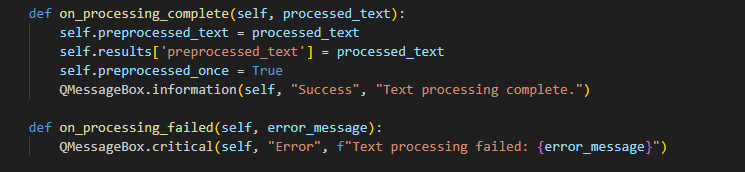 def on_processing_complete(self, processed_text):
    self.preprocessed_text = processed_text
    self.results['preprocessed_text'] = processed_text
    self.preprocessed_once = True
    QMessageBox.information(self, "Success", "Text processing complete.")

def on_processing_failed(self, error_message):
    QMessageBox.critical(self, "Error", f"Text processing failed: {error_message}")